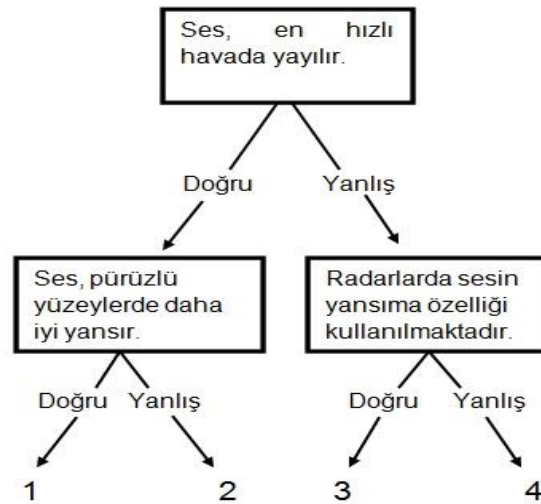 Ses, en hızlı
havada yayılır.
Doğru Yanlış
Ses, pürüzlü
yüzeylerde daha
iyi yansır.
Radarlarda sesin
yansıma özelliği
kullanılmaktadır.
Doğru Yanlış Doğru Yanlış
1 2 3 4